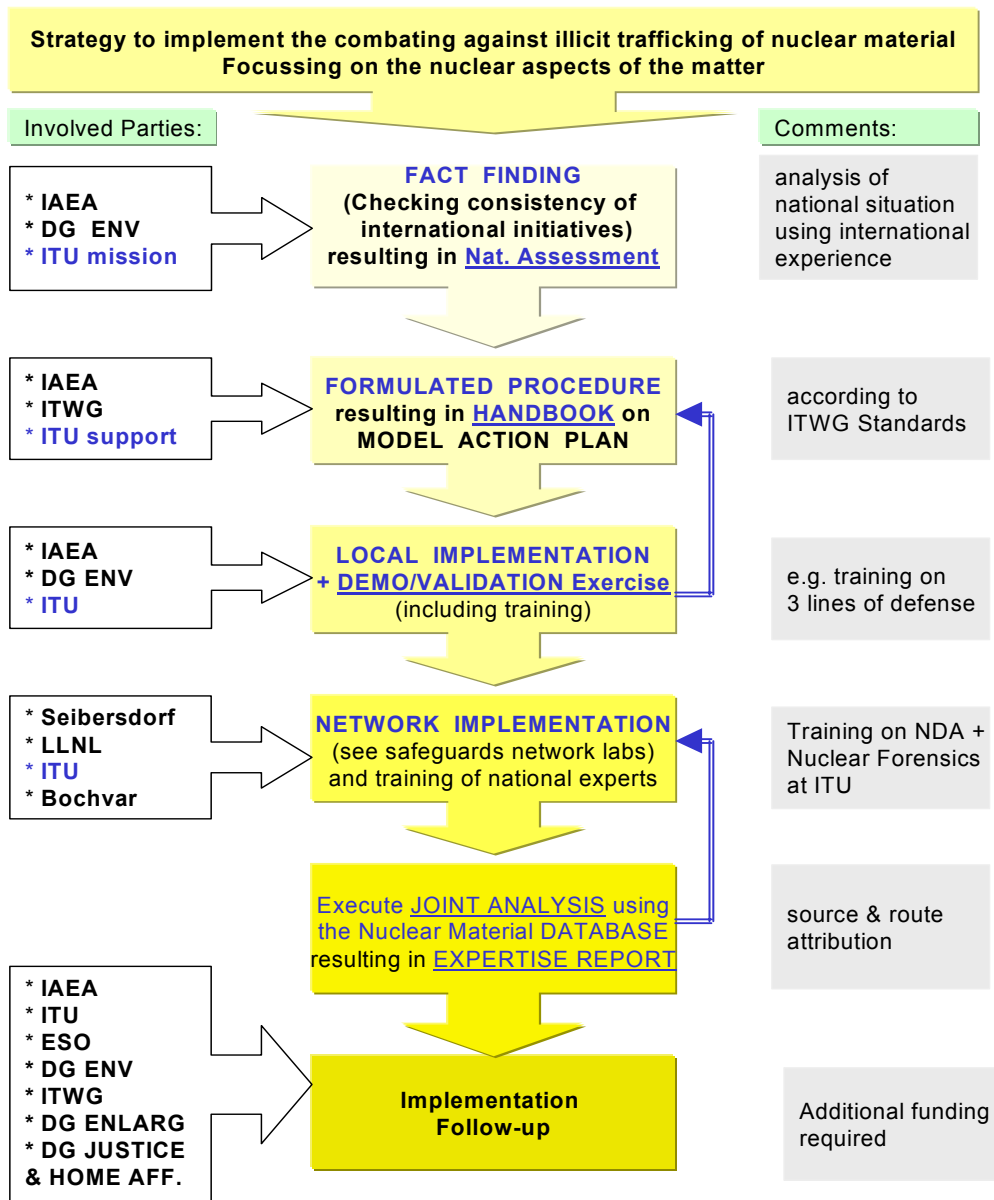 Strategy to implement the combating against illicit trafficking of nuclear material
Focussing on the nuclear aspects of the matter
Involved Parties:
Comments:
* IAEA
* DG ENV
* ITU mission
FACT FINDING
(Checking consistency of
international initiatives)
resulting in Nat. Assessment
analysis of
national situation
using international
experience
* IAEA
* ITWG
* ITU support
FORMULATED PROCEDURE
resulting in HANDBOOK on
MODEL ACTION PLAN
according to
ITWG Standards
* IAEA
* DG ENV
* ITU
LOCAL IMPLEMENTATION
+ DEMO/VALIDATION Exercise
(including training)
e.g. training on
3 lines of defense
* Seibersdorf
* LLNL
* ITU
* Bochvar
NETWORK IMPLEMENTATION
(see safeguards network labs)
and training of national experts
Training on NDA +
Nuclear Forensics
at ITU
Execute JOINT ANALYSIS using
the Nuclear Material DATABASE
resulting in EXPERTISE REPORT
source & route
attribution
* IAEA
* ITU
* ESO
* DG ENV
* ITWG
* DG ENLARG
* DG JUSTICE
& HOME AFF.
Implementation
Follow-up
Additional funding
required